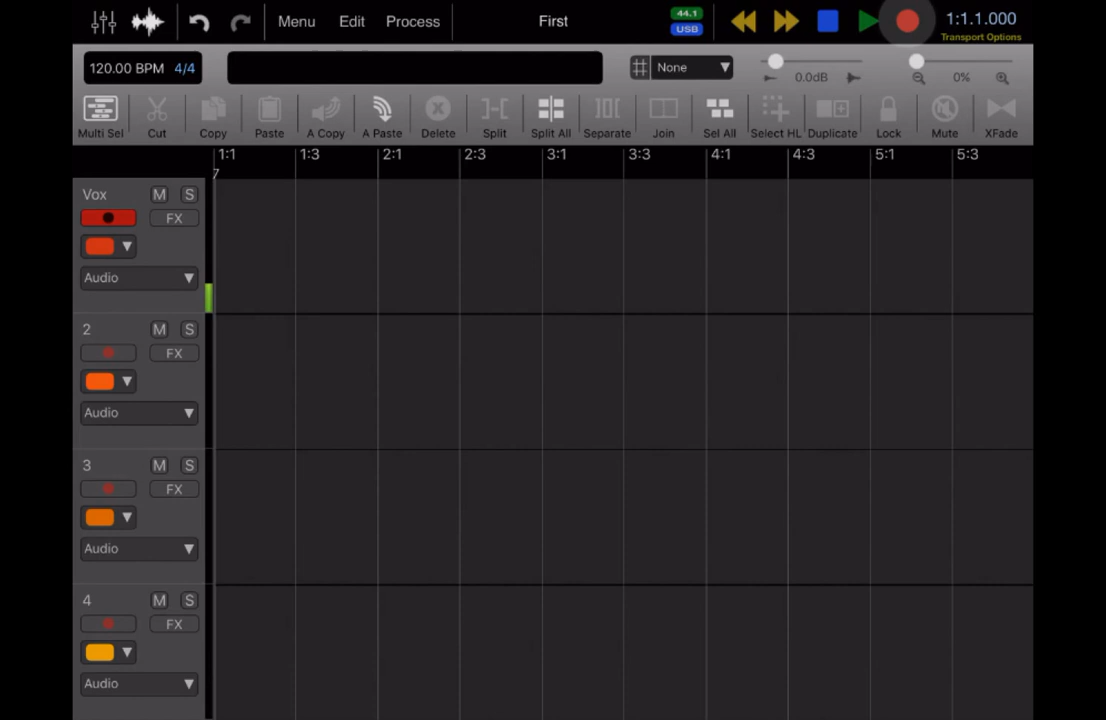 Menu Edit Process First 44.1 USB 1:1.1.000
Transport Options
120.00 BPM 4/4 None 0.0dB 0%
Multi Sel Cut Copy Paste A Copy A Paste Delete Split Split All Separate Join Sel All Select HL Duplicate Lock Mute XFade
1:1 1:3 2:1 2:3 3:1 3:3 4:1 4:3 5:1 5:3
Vox M S
FX
Audio
2 M S
FX
Audio
3 M S
FX
Audio
4 M S
FX
Audio